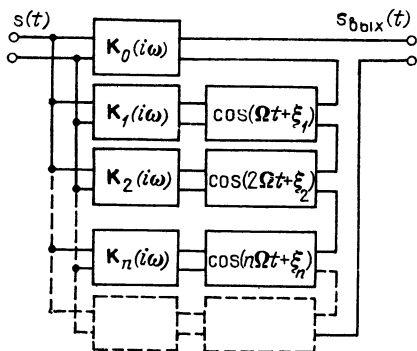 s(t) s_вых(t)
K_0(iω)
K_1(iω) cos(Ωt+ξ_1)
K_2(iω) cos(2Ωt+ξ_2)
K_n(iω) cos(nΩt+ξ_n)